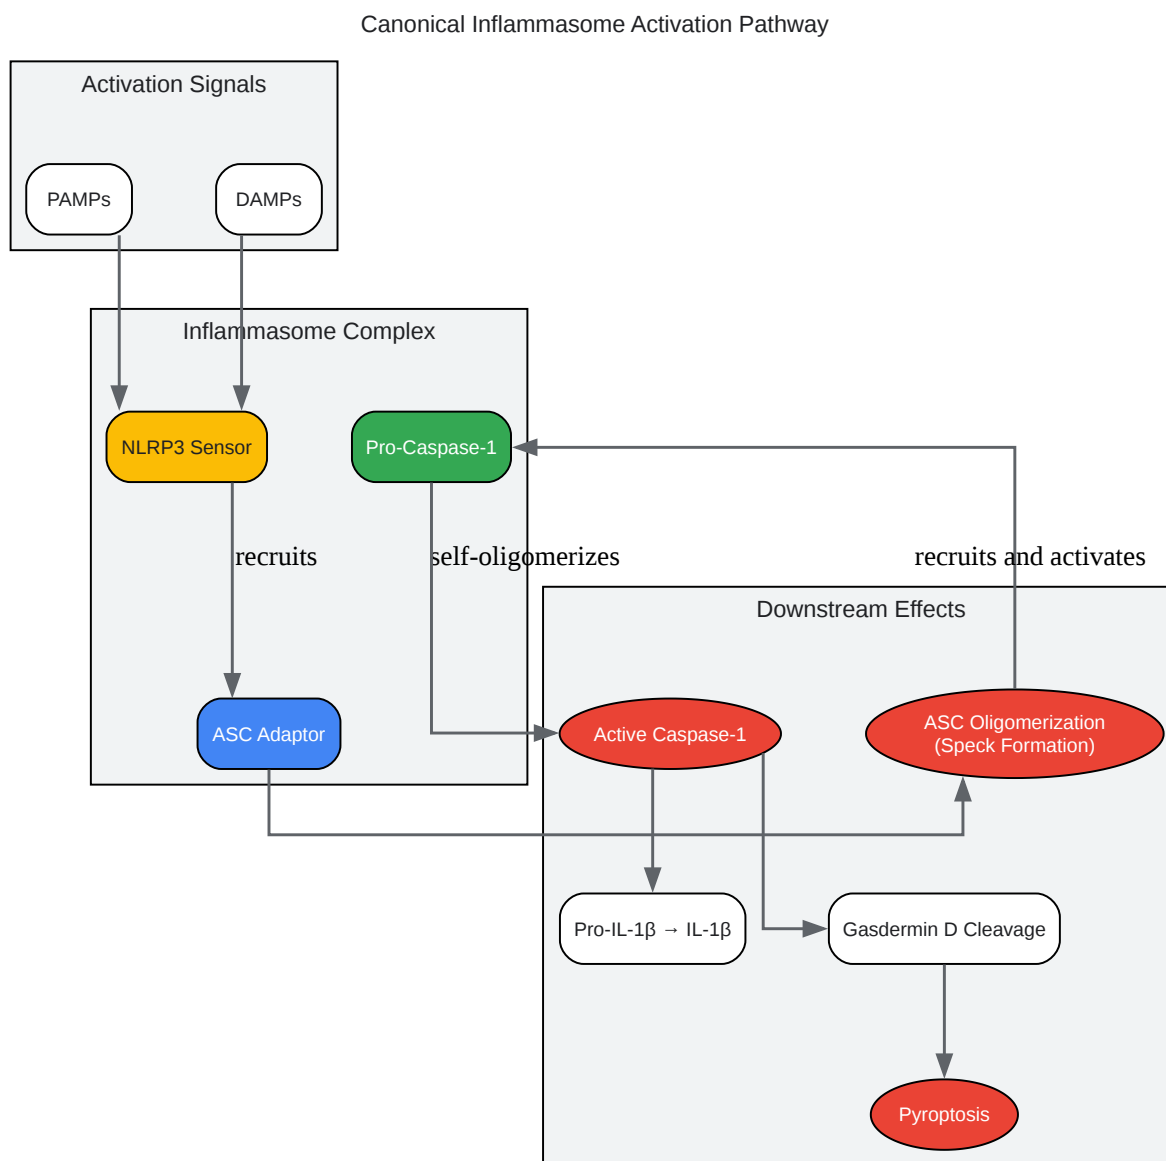 Canonical Inflammasome Activation Pathway
Activation Signals
PAMPs
DAMPs
Inflammasome Complex
NLRP3 Sensor
Pro-Caspase-1
recruits
self-oligomerizes
recruits and activates
Downstream Effects
ASC Adaptor
Active Caspase-1
ASC Oligomerization
(Speck Formation)
Pro-IL-1β → IL-1β
Gasdermin D Cleavage
Pyroptosis